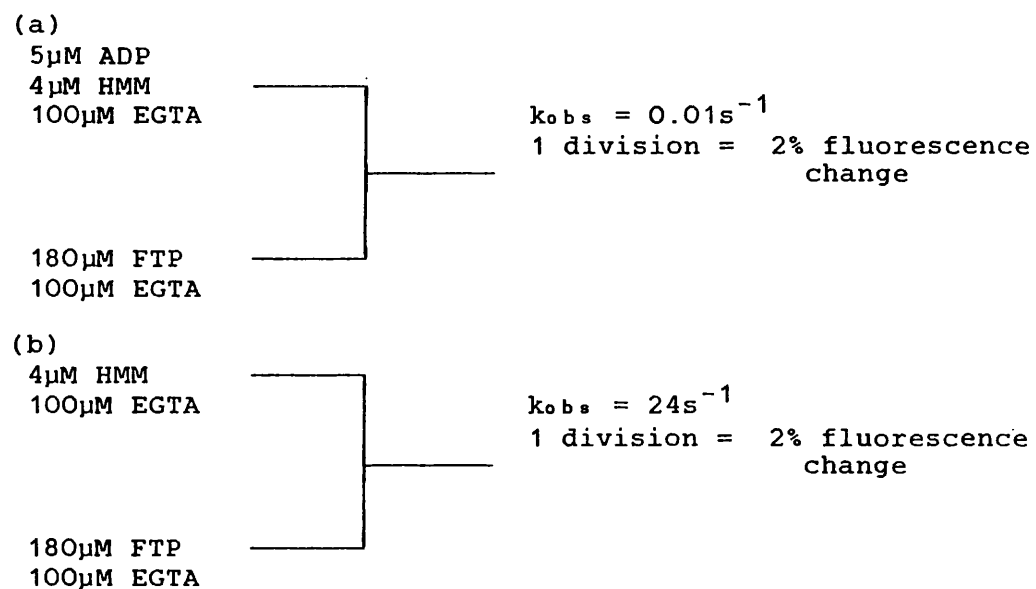 (a)
5µM ADP
4µM HMM
100µM EGTA
180µM FTP
100µM EGTA
kobs = 0.01s⁻¹
1 division = 2% fluorescence
change
(b)
4µM HMM
100µM EGTA
180µM FTP
100µM EGTA
kobs = 24s⁻¹
1 division = 2% fluorescence
change